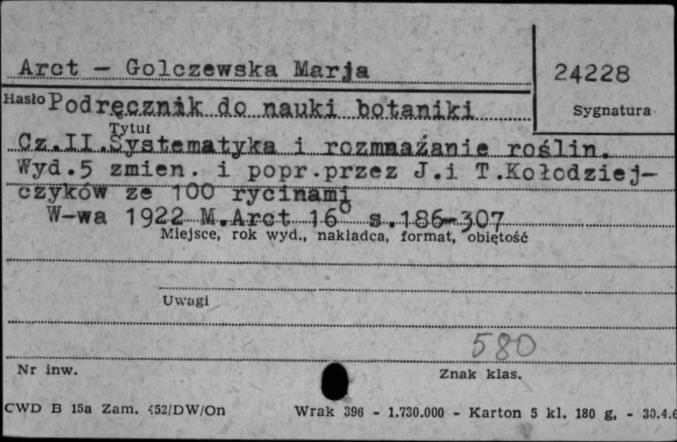 Arct - Golczewska Marja
24228
Hasło Podręcznik do nauki botaniki
Sygnatura
Tytuł
Cz.II.Systematyka i rozmnażanie roślin.
Wyd.5 zmien. i popr.przez J.i T.Kołodziej-
czyków ze 100 rycinami
W-wa 1922 M.Arct 16° s.186-307
Miejsce, rok wyd., nakładca, format, objętość
Uwagi
580
Nr inw.
Znak klas.
CWD B 15a Zam. 452/DW/On
Wrak 396 - 1.730.000 - Karton 5 kl. 180 g, - 30.4.6